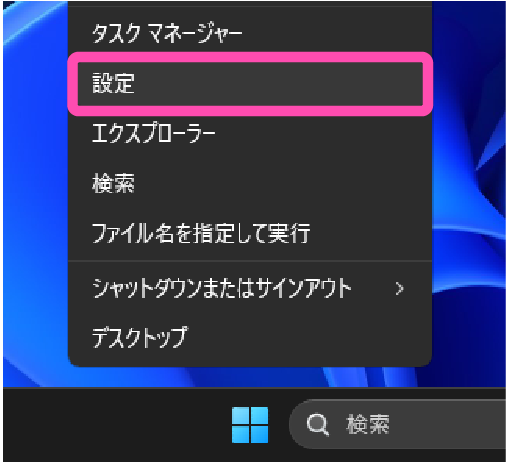 タスク マネージャー
設定
エクスプローラー
検索
ファイル名を指定して実行
シャットダウンまたはサインアウト
デスクトップ
検索